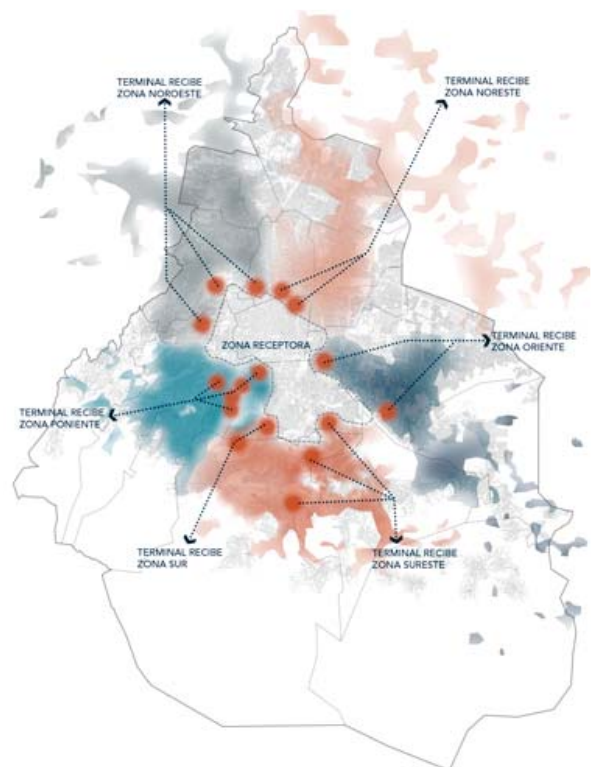 TERMINAL RECIBE
ZONA NOROESTE
TERMINAL RECIBE
ZONA NORESTE
ZONA RECEPTORA
TERMINAL RECIBE
ZONA ORIENTE
TERMINAL RECIBE
ZONA PONIENTE
TERMINAL RECIBE
ZONA SUR
TERMINAL RECIBE
ZONA SURESTE